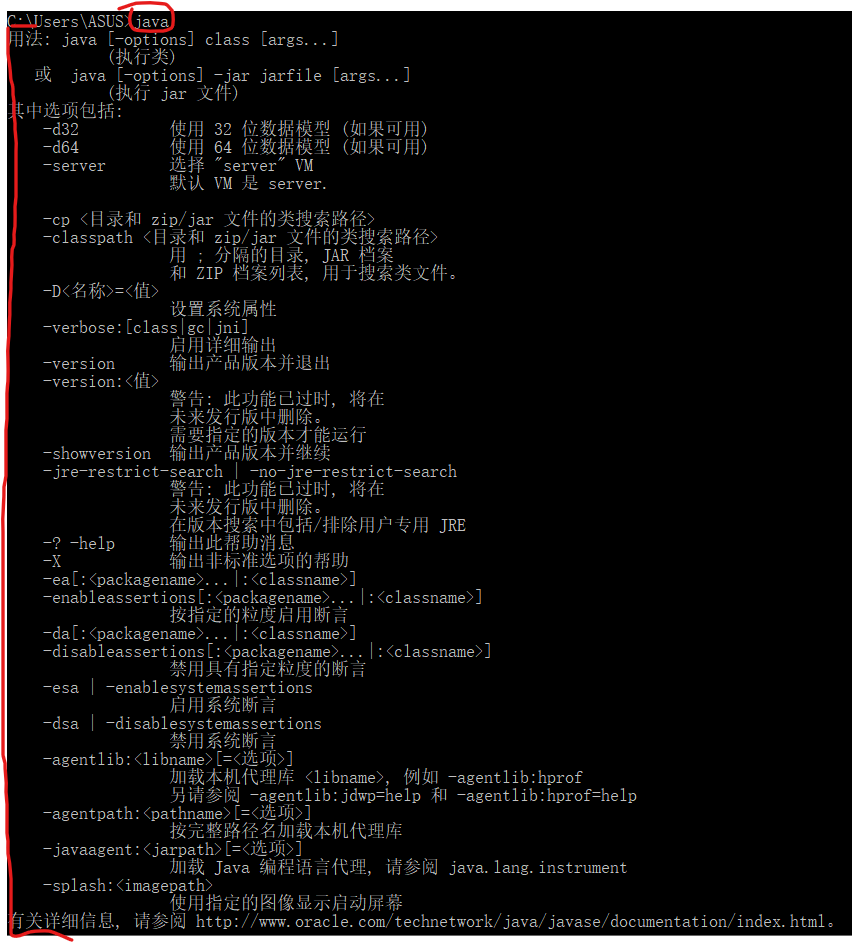 C:\Users\ASUS>java
用法: java [-options] class [args...]
(执行类)
或  java [-options] -jar jarfile [args...]
(执行 jar 文件)
其中选项包括:
-d32 使用 32 位数据模型 (如果可用)
-d64 使用 64 位数据模型 (如果可用)
-server 选择 "server" VM
默认 VM 是 server.
-cp <目录和 zip/jar 文件的类搜索路径>
-classpath <目录和 zip/jar 文件的类搜索路径>
用 ; 分隔的目录, JAR 档案
和 ZIP 档案列表, 用于搜索类文件。
-D<名称>=<值>
设置系统属性
-verbose:[class|gc|jni]
启用详细输出
-version 输出产品版本并退出
-version:<值>
警告: 此功能已过时, 将在
未来发行版中删除。
需要指定的版本才能运行
-showversion 输出产品版本并继续
-jre-restrict-search | -no-jre-restrict-search
警告: 此功能已过时, 将在
未来发行版中删除。
在版本搜索中包括/排除用户专用 JRE
-? -help 输出此帮助消息
-X 输出非标准选项的帮助
-ea[:<packagename>...|:<classname>]
-enableassertions[:<packagename>...|:<classname>]
按指定的粒度启用断言
-da[:<packagename>...|:<classname>]
-disableassertions[:<packagename>...|:<classname>]
禁用具有指定粒度的断言
-esa | -enablesystemassertions
启用系统断言
-dsa | -disablesystemassertions
禁用系统断言
-agentlib:<libname>[=<选项>]
加载本机代理库 <libname>, 例如 -agentlib:hprof
另请参阅 -agentlib:jdwp=help 和 -agentlib:hprof=help
-agentpath:<pathname>[=<选项>]
按完整路径名加载本机代理库
-javaagent:<jarpath>[=<选项>]
加载 Java 编程语言代理, 请参阅 java.lang.instrument
-splash:<imagepath>
使用指定的图像显示启动屏幕
有关详细信息, 请参阅 http://www.oracle.com/technetwork/java/javase/documentation/index.html。